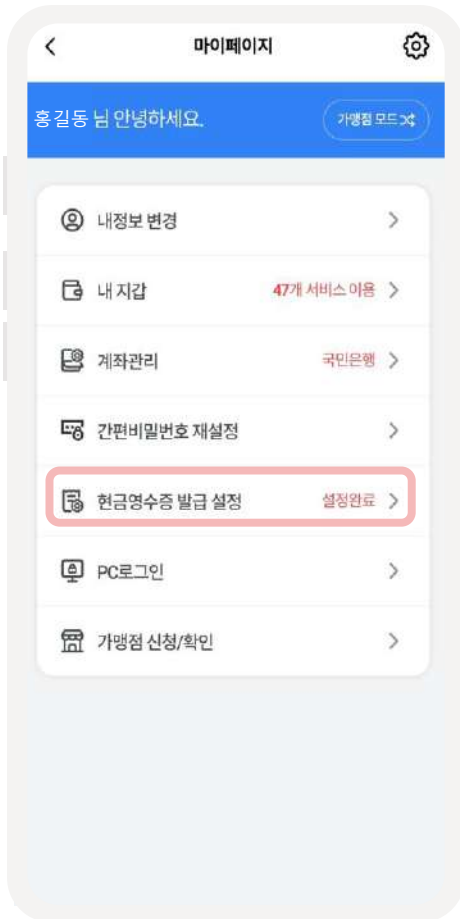 마이페이지
홍길동 님 안녕하세요.
가맹점 모드
내정보 변경
내 지갑 47개 서비스 이용
계좌관리 국민은행
간편비밀번호 재설정
현금영수증 발급 설정 설정완료
PC로그인
가맹점 신청/확인